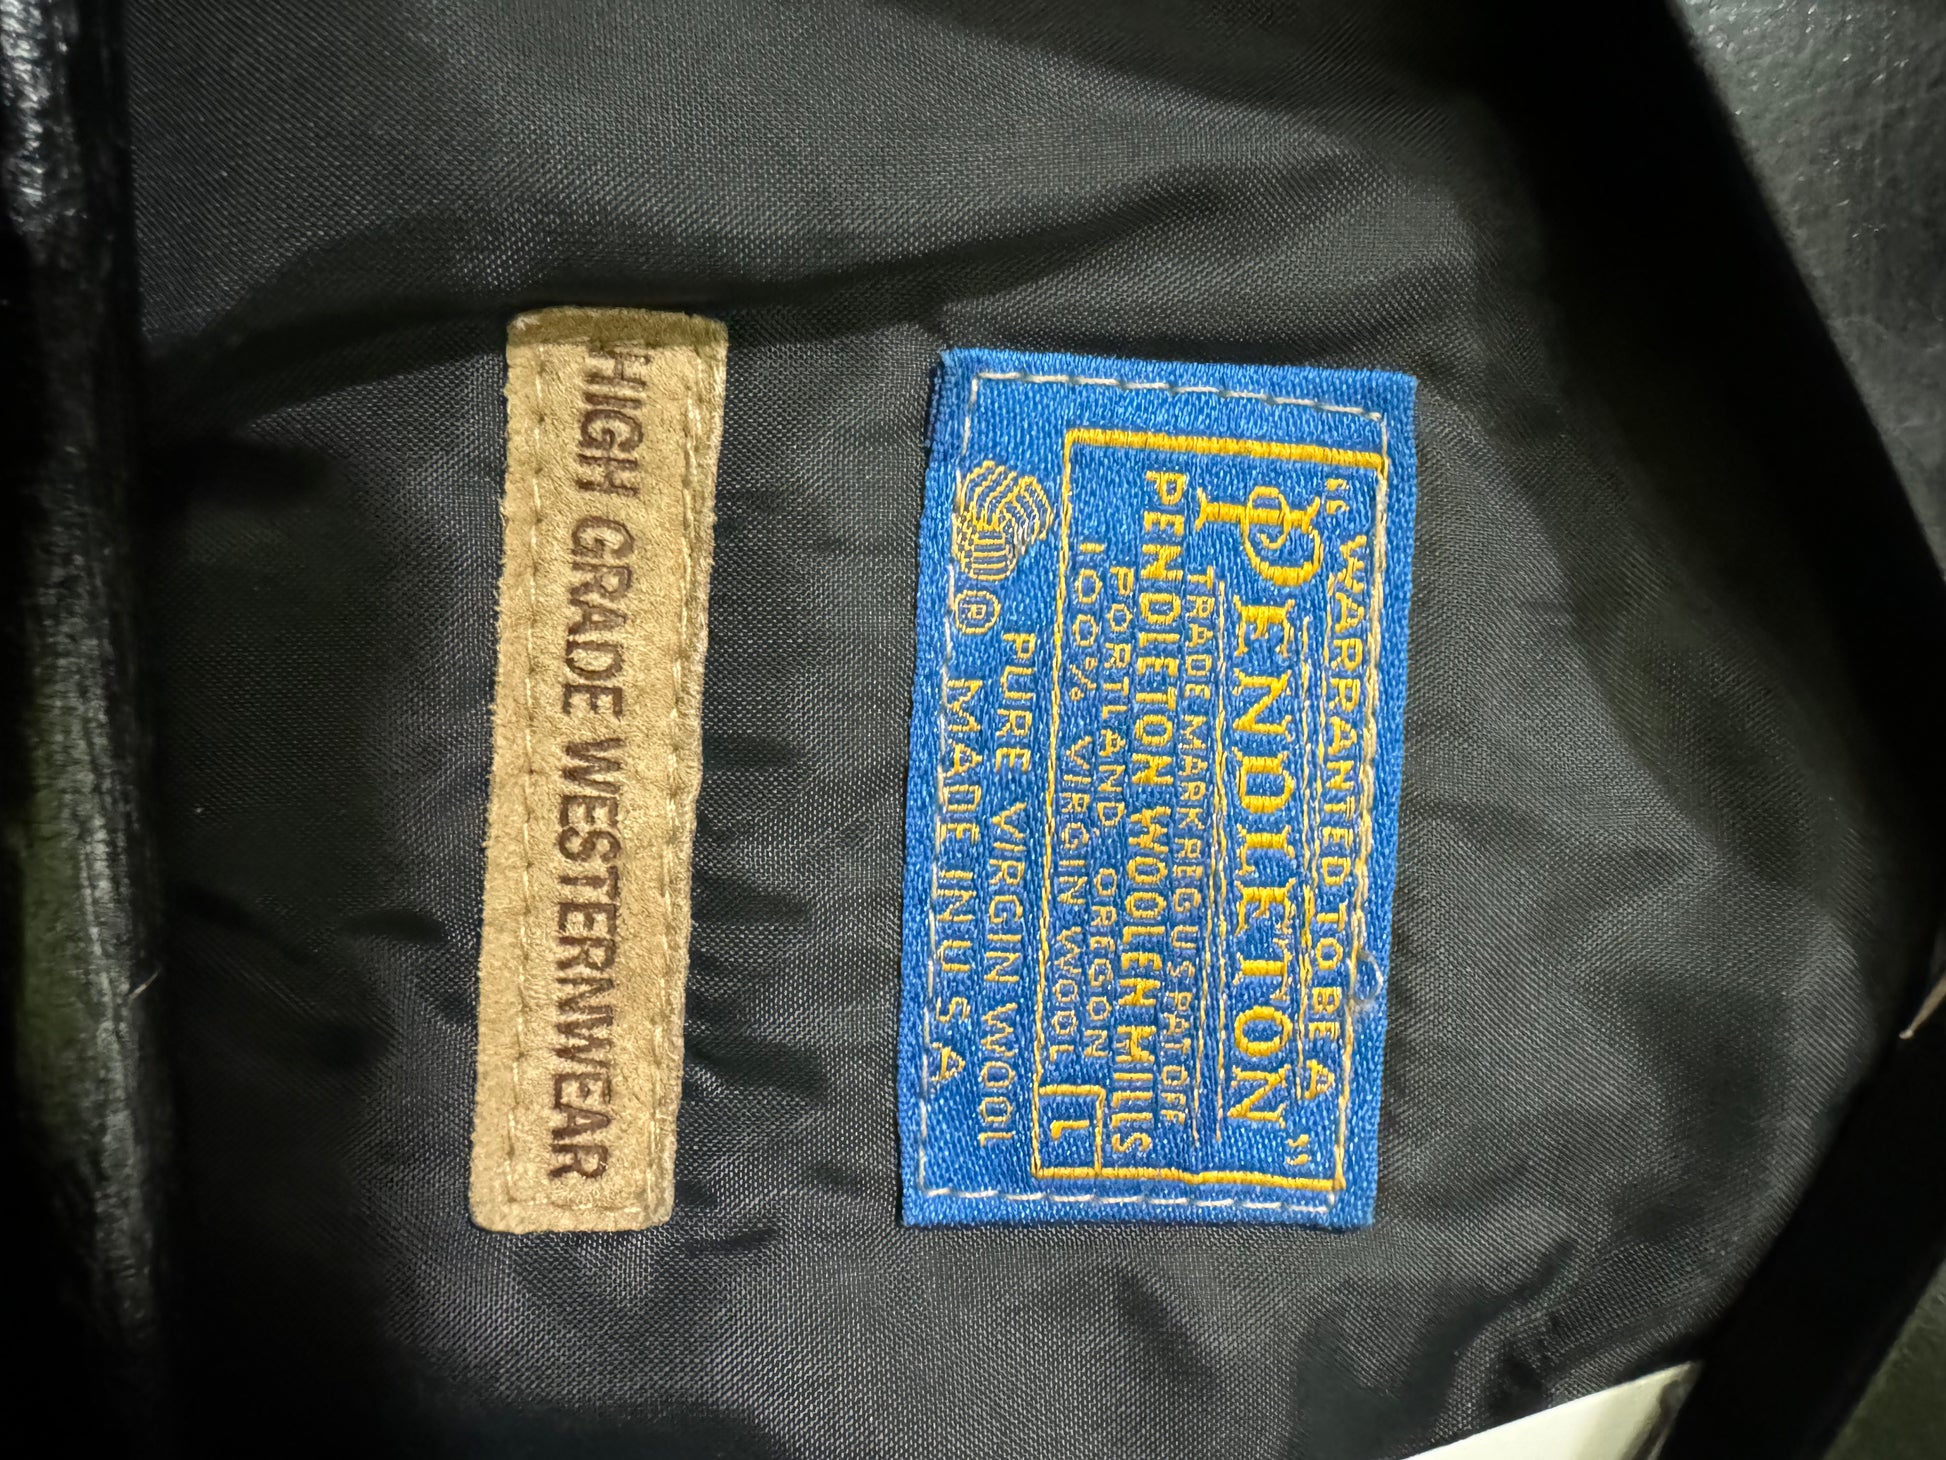 "WARRANTED TO BE A
PENDLETON"
TRADE MARK REG US PAT OFF
PENDLETON WOOLEN MILLS
PORTLAND, OREGON
100% VIRGIN WOOL L
PURE VIRGIN WOOL
® MADE IN U S A
HIGH GRADE WESTERNWEAR